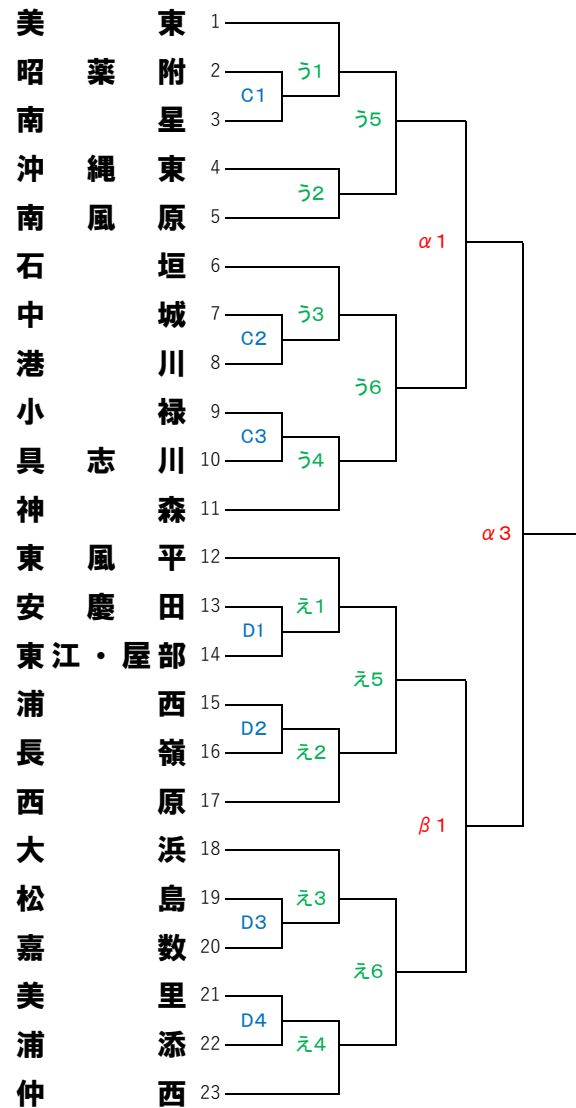 美東 1
昭薬附 2
C1
う1
南星 3
う5
沖縄東 4
う2
南風原 5
α1
石垣 6
中城 7
う3
C2
港川 8
う6
小禄 9
C3
具志川 10
う4
神森 11
α3
東風平 12
安慶田 13
え1
D1
東江・屋部 14
え5
浦西 15
D2
長嶺 16
え2
西原 17
β1
大浜 18
松島 19
え3
D3
嘉数 20
え6
美里 21
D4
浦添 22
え4
仲西 23